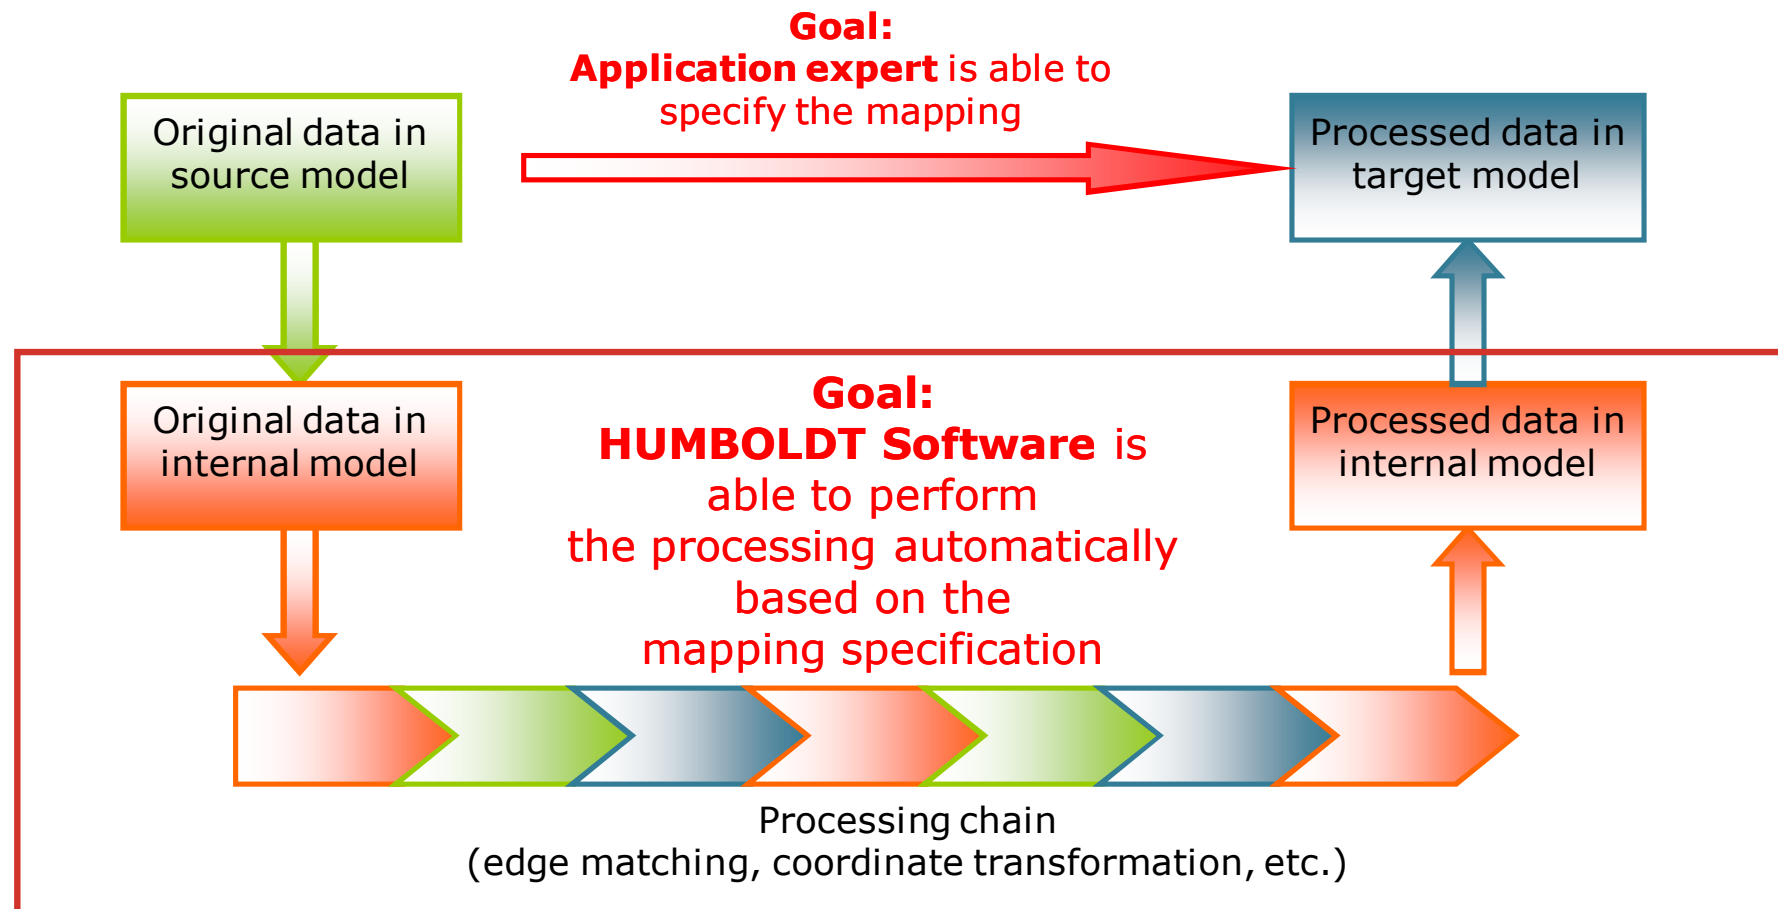 Goal:
Application expert is able to
specify the mapping
Original data in
source model
Processed data in
target model
Original data in
internal model
Goal:
HUMBOLDT Software is
able to perform
the processing automatically
based on the
mapping specification
Processed data in
internal model
Processing chain
(edge matching, coordinate transformation, etc.)